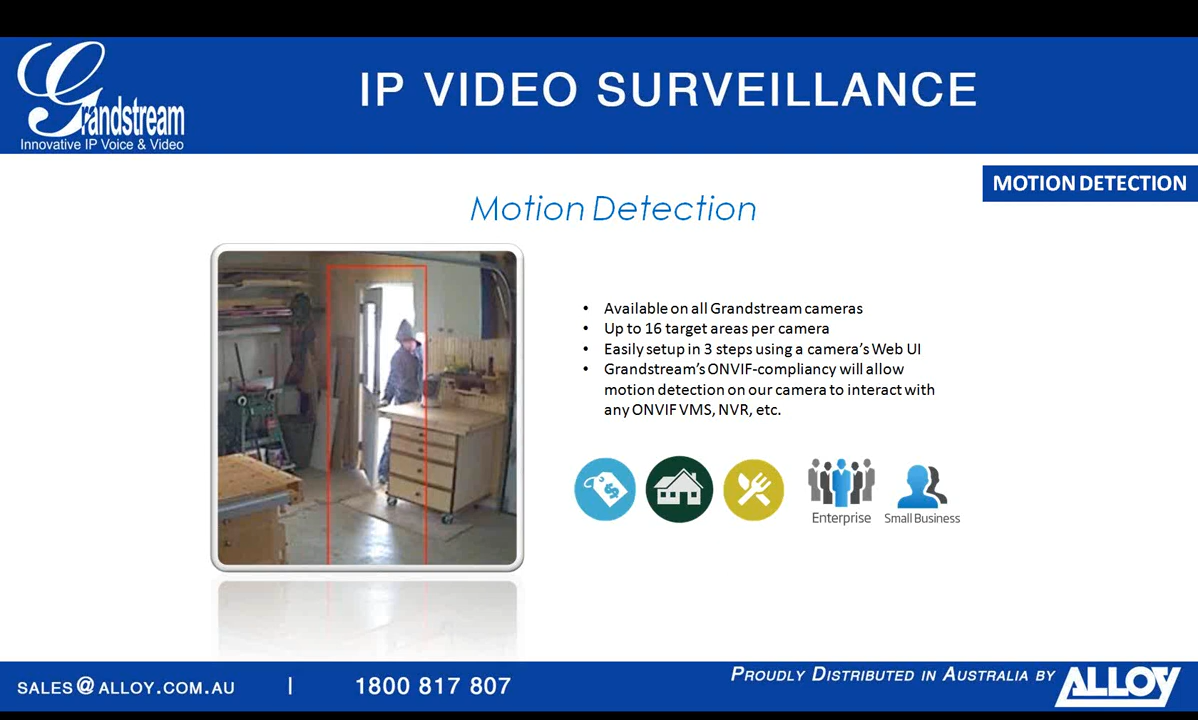 Grandstream
Innovative IP Voice & Video
IP VIDEO SURVEILLANCE
MOTION DETECTION
Motion Detection
• Available on all Grandstream cameras
• Up to 16 target areas per camera
• Easily setup in 3 steps using a camera's Web UI
• Grandstream's ONVIF-compliancy will allow
motion detection on our camera to interact with
any ONVIF VMS, NVR, etc.
$
Enterprise
Small Business
SALES@ALLOY.COM.AU | 1800 817 807
PROUDLY DISTRIBUTED IN AUSTRALIA BY
ALLOY